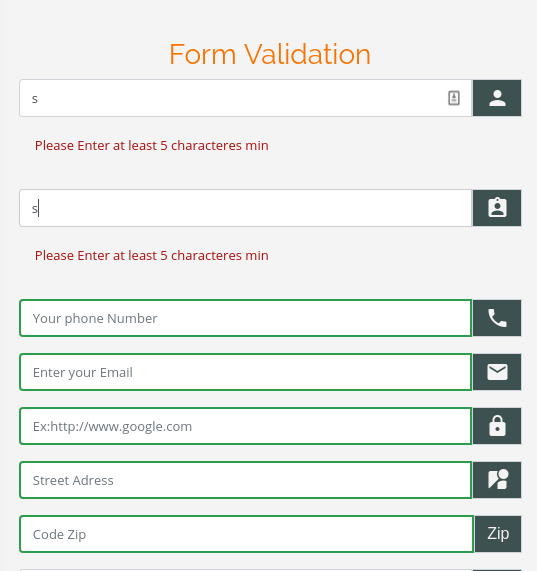 Form Validation
s
Please Enter at least 5 characteres min
s
Please Enter at least 5 characteres min
Your phone Number
Enter your Email
Ex:http://www.google.com
Street Adress
Code Zip
Zip